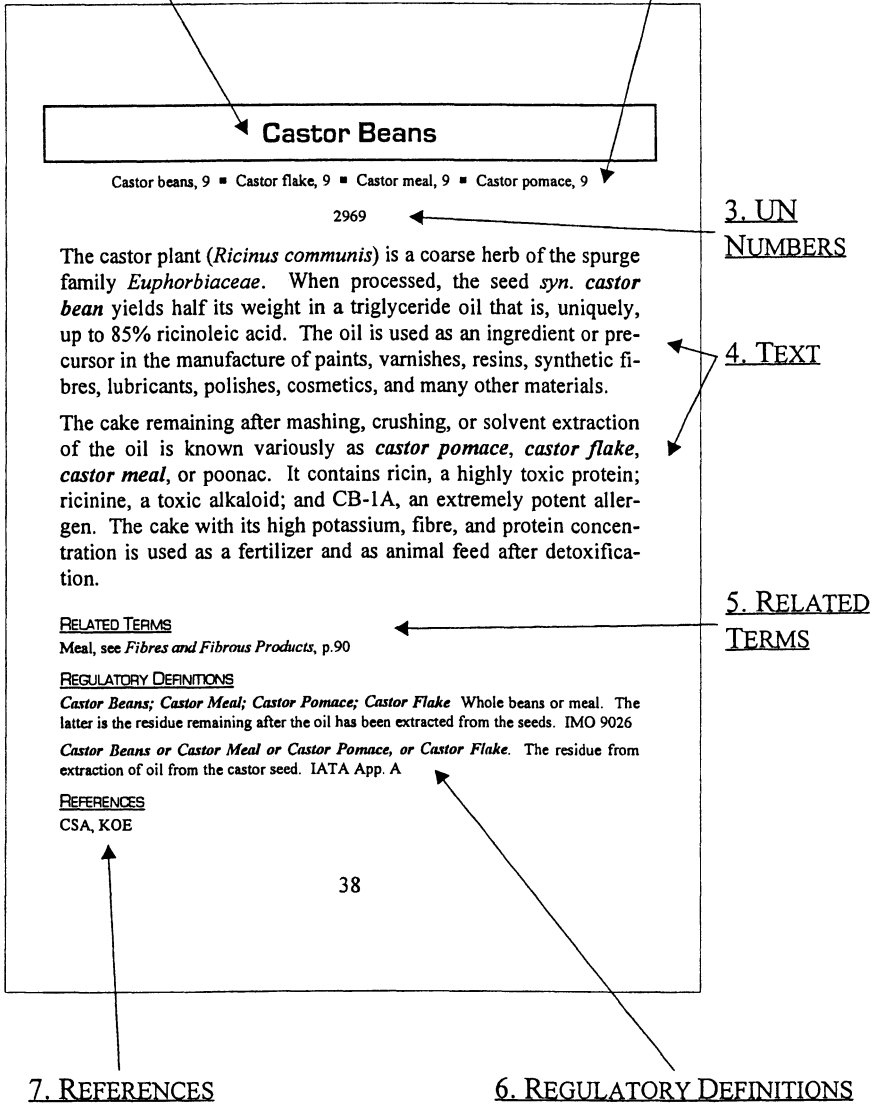 Castor Beans
Castor beans, 9 ■ Castor flake, 9 ■ Castor meal, 9 ■ Castor pomace, 9
2969
3. UN
NUMBERS
The castor plant (Ricinus communis) is a coarse herb of the spurge
family Euphorbiaceae. When processed, the seed syn. castor
bean yields half its weight in a triglyceride oil that is, uniquely,
up to 85% ricinoleic acid. The oil is used as an ingredient or pre-
cursor in the manufacture of paints, varnishes, resins, synthetic fi-
bres, lubricants, polishes, cosmetics, and many other materials.
4. TEXT
The cake remaining after mashing, crushing, or solvent extraction
of the oil is known variously as castor pomace, castor flake,
castor meal, or poonac. It contains ricin, a highly toxic protein;
ricinine, a toxic alkaloid; and CB-1A, an extremely potent aller-
gen. The cake with its high potassium, fibre, and protein concen-
tration is used as a fertilizer and as animal feed after detoxifica-
tion.
5. RELATED
TERMS
RELATED TERMS
Meal, see Fibres and Fibrous Products, p.90
REGULATORY DEFINITIONS
Castor Beans; Castor Meal; Castor Pomace; Castor Flake Whole beans or meal. The
latter is the residue remaining after the oil has been extracted from the seeds. IMO 9026
Castor Beans or Castor Meal or Castor Pomace, or Castor Flake. The residue from
extraction of oil from the castor seed. IATA App. A
REFERENCES
CSA, KOE
38
7. REFERENCES
6. REGULATORY DEFINITIONS